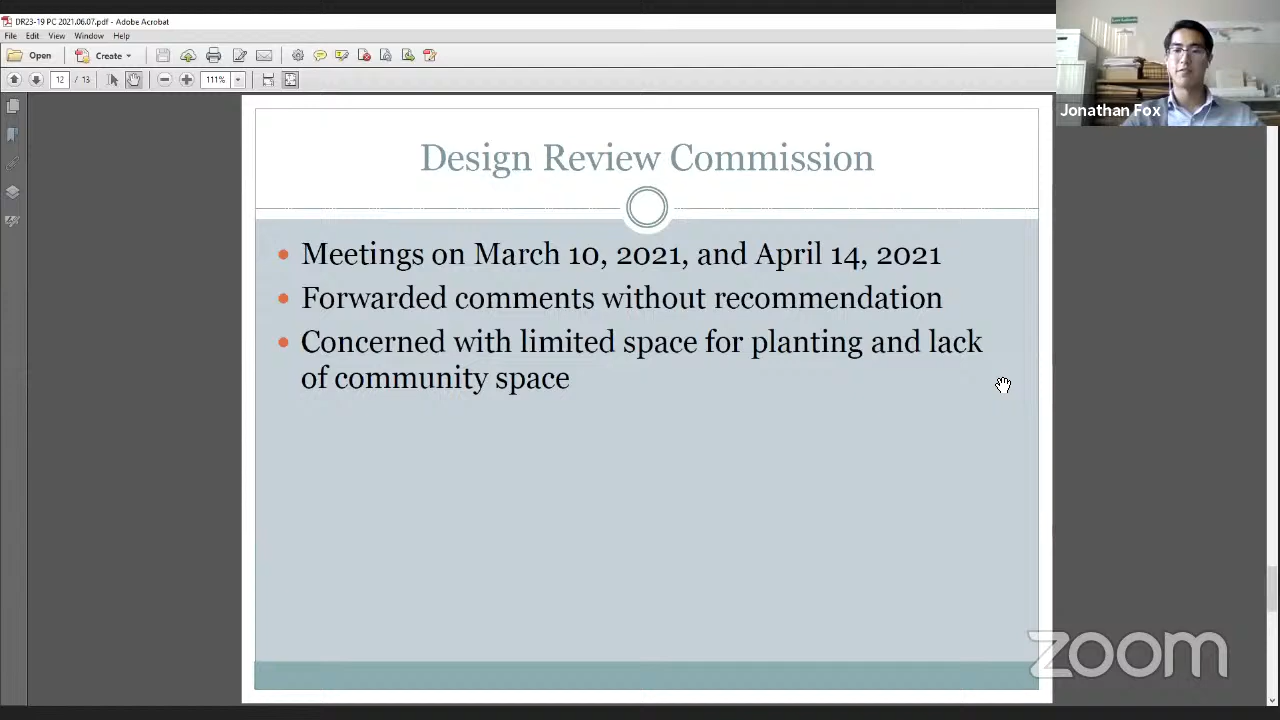 DR23-19 PC 2021.06.07.pdf - Adobe Acrobat
File Edit View Window Help
Open Create
12 / 13 111%
Jonathan Fox
Design Review Commission
• Meetings on March 10, 2021, and April 14, 2021
• Forwarded comments without recommendation
• Concerned with limited space for planting and lack
of community space
zoom